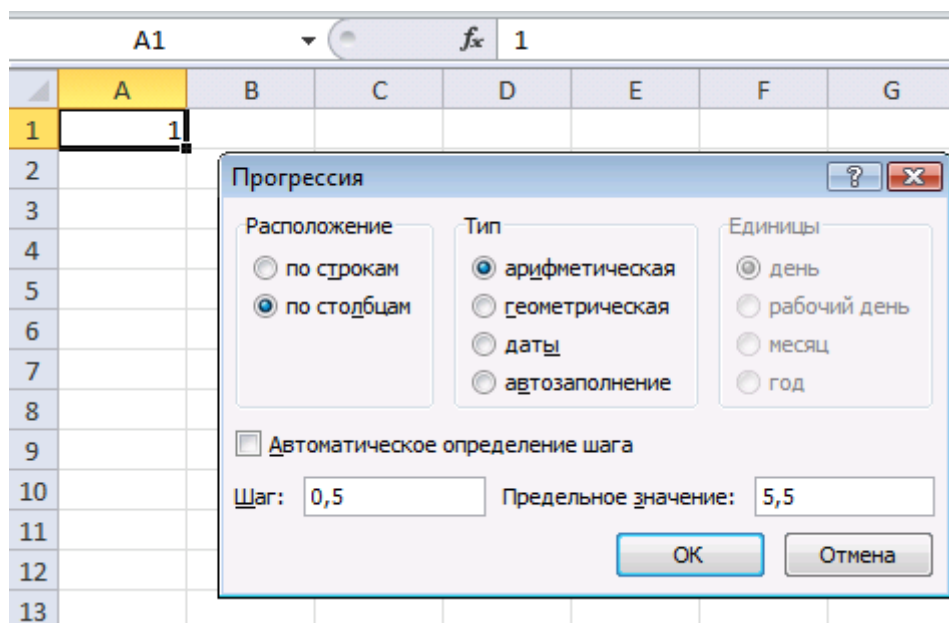 A1 fx 1
A B C D E F G
1 1
2
Прогрессия
3
Расположение Тип Единицы
4
по строкам арифметическая день
5
по столбцам геометрическая рабочий день
6
даты месяц
7
автозаполнение год
8
9
Автоматическое определение шага
10
Шаг: 0,5 Предельное значение: 5,5
11
ОК Отмена
12
13